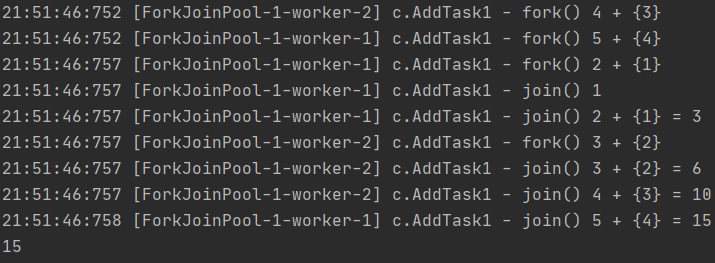 21:51:46:752 [ForkJoinPool-1-worker-2] c.AddTask1 - fork() 4 + {3}
21:51:46:752 [ForkJoinPool-1-worker-1] c.AddTask1 - fork() 5 + {4}
21:51:46:757 [ForkJoinPool-1-worker-1] c.AddTask1 - fork() 2 + {1}
21:51:46:757 [ForkJoinPool-1-worker-1] c.AddTask1 - join() 1
21:51:46:757 [ForkJoinPool-1-worker-1] c.AddTask1 - join() 2 + {1} = 3
21:51:46:757 [ForkJoinPool-1-worker-2] c.AddTask1 - fork() 3 + {2}
21:51:46:757 [ForkJoinPool-1-worker-2] c.AddTask1 - join() 3 + {2} = 6
21:51:46:757 [ForkJoinPool-1-worker-2] c.AddTask1 - join() 4 + {3} = 10
21:51:46:758 [ForkJoinPool-1-worker-1] c.AddTask1 - join() 5 + {4} = 15
15